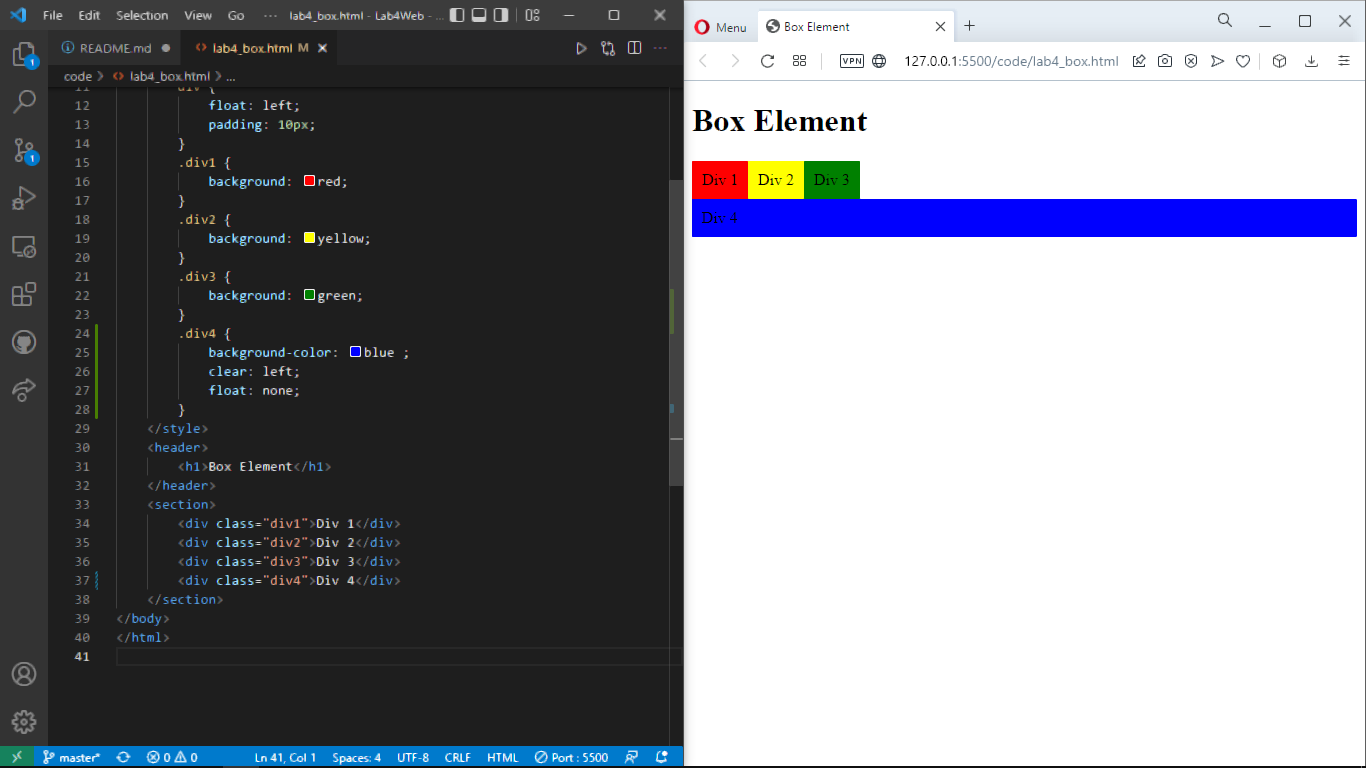 File Edit Selection View Go ··· lab4_box.html - Lab4Web - ...
README.md ● lab4_box.html M
code > lab4_box.html > ...
11 div {
12 float: left;
13 padding: 10px;
14 }
15 .div1 {
16 background: red;
17 }
18 .div2 {
19 background: yellow;
20 }
21 .div3 {
22 background: green;
23 }
24 .div4 {
25 background-color: blue ;
26 clear: left;
27 float: none;
28 }
29 </style>
30 <header>
31 <h1>Box Element</h1>
32 </header>
33 <section>
34 <div class="div1">Div 1</div>
35 <div class="div2">Div 2</div>
36 <div class="div3">Div 3</div>
37 <div class="div4">Div 4</div>
38 </section>
39 </body>
40 </html>
41
1
1
master* 0 0 Ln 41, Col 1 Spaces: 4 UTF-8 CRLF HTML Port : 5500
Menu Box Element
VPN 127.0.0.1:5500/code/lab4_box.html
Box Element
Div 1 Div 2 Div 3
Div 4